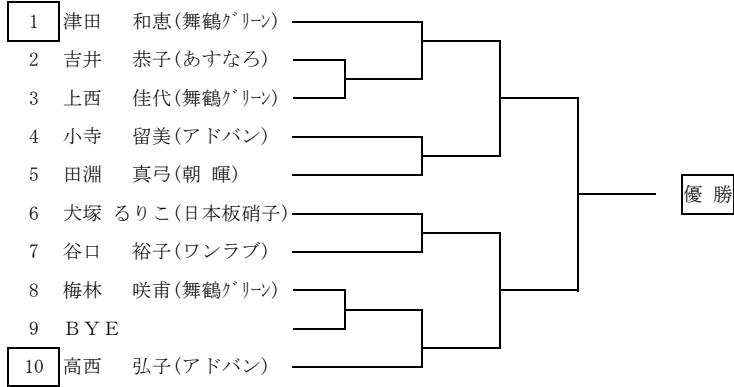 1 津田 和恵(舞鶴ｸﾞﾘｰﾝ)
2 吉井 恭子(あすなろ)
3 上西 佳代(舞鶴ｸﾞﾘｰﾝ)
4 小寺 留美(アドバン)
5 田淵 真弓(朝 暉)
優 勝
6 犬塚 るりこ(日本板硝子)
7 谷口 裕子(ワンラブ)
8 梅林 咲甫(舞鶴ｸﾞﾘｰﾝ)
9 ＢＹＥ
10 高西 弘子(アドバン)